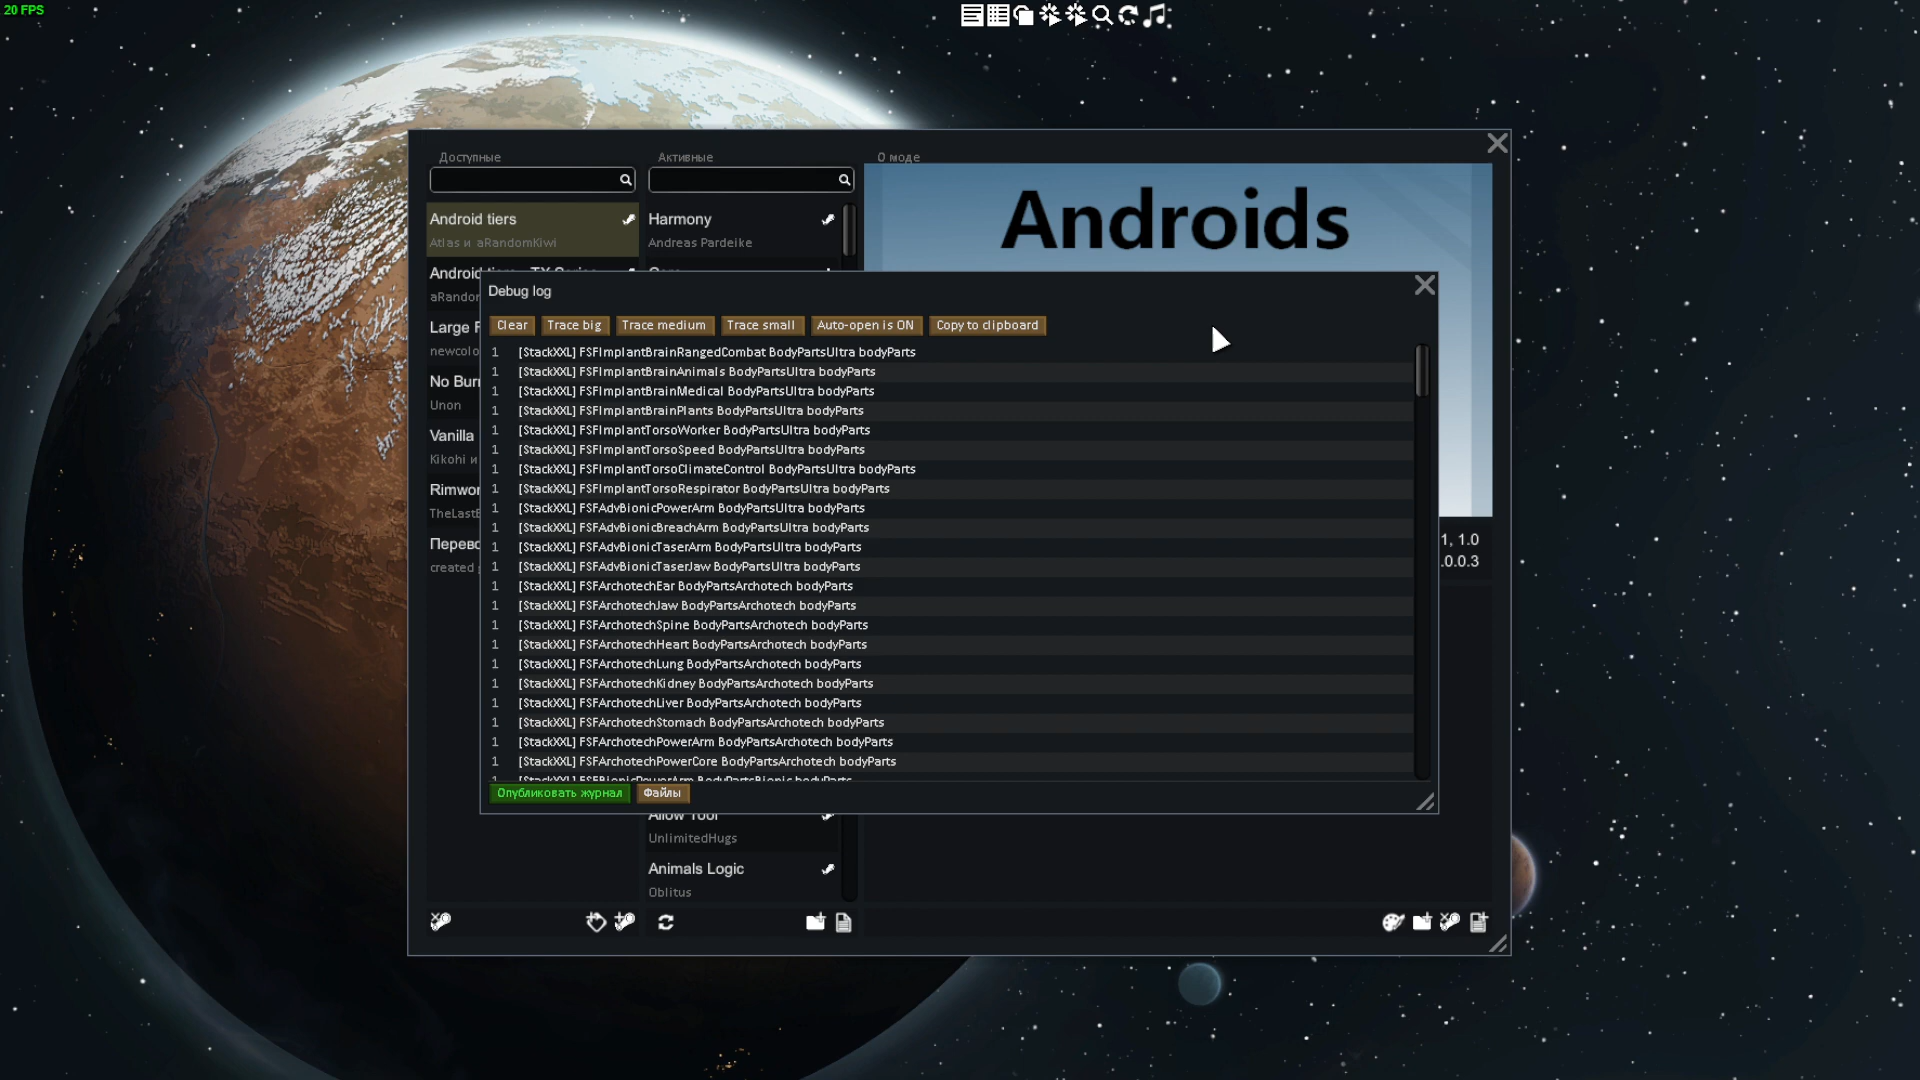 20 FPS
Доступные
Активные
О моде
Android tiers
Atlas и aRandomKiwi
Harmony
Andreas Pardeike
Androids
Android
aRandor
Large F
newcolo
No Bur
Unon
Vanilla
Kikohi и
Rimwor
TheLastB
Перево
created
1, 1.0
.0.0.3
Debug log
Clear
Trace big
Trace medium
Trace small
Auto-open is ON
Copy to clipboard
1 [StackXXL] FSFImplantBrainRangedCombat BodyPartsUltra bodyParts
1 [StackXXL] FSFImplantBrainAnimals BodyPartsUltra bodyParts
1 [StackXXL] FSFImplantBrainMedical BodyPartsUltra bodyParts
1 [StackXXL] FSFImplantBrainPlants BodyPartsUltra bodyParts
1 [StackXXL] FSFImplantTorsoWorker BodyPartsUltra bodyParts
1 [StackXXL] FSFImplantTorsoSpeed BodyPartsUltra bodyParts
1 [StackXXL] FSFImplantTorsoClimateControl BodyPartsUltra bodyParts
1 [StackXXL] FSFImplantTorsoRespirator BodyPartsUltra bodyParts
1 [StackXXL] FSFAdvBionicPowerArm BodyPartsUltra bodyParts
1 [StackXXL] FSFAdvBionicBreachArm BodyPartsUltra bodyParts
1 [StackXXL] FSFAdvBionicTaserArm BodyPartsUltra bodyParts
1 [StackXXL] FSFAdvBionicTaserJaw BodyPartsUltra bodyParts
1 [StackXXL] FSFArchotechEar BodyPartsArchotech bodyParts
1 [StackXXL] FSFArchotechJaw BodyPartsArchotech bodyParts
1 [StackXXL] FSFArchotechSpine BodyPartsArchotech bodyParts
1 [StackXXL] FSFArchotechHeart BodyPartsArchotech bodyParts
1 [StackXXL] FSFArchotechLung BodyPartsArchotech bodyParts
1 [StackXXL] FSFArchotechKidney BodyPartsArchotech bodyParts
1 [StackXXL] FSFArchotechLiver BodyPartsArchotech bodyParts
1 [StackXXL] FSFArchotechStomach BodyPartsArchotech bodyParts
1 [StackXXL] FSFArchotechPowerArm BodyPartsArchotech bodyParts
1 [StackXXL] FSFArchotechPowerCore BodyPartsArchotech bodyParts
1 [StackXXL] FSFBionicPowerArm BodyPartsBionic bodyParts
Опубликовать журнал
Файлы
Allow Tool
UnlimitedHugs
Animals Logic
Oblitus